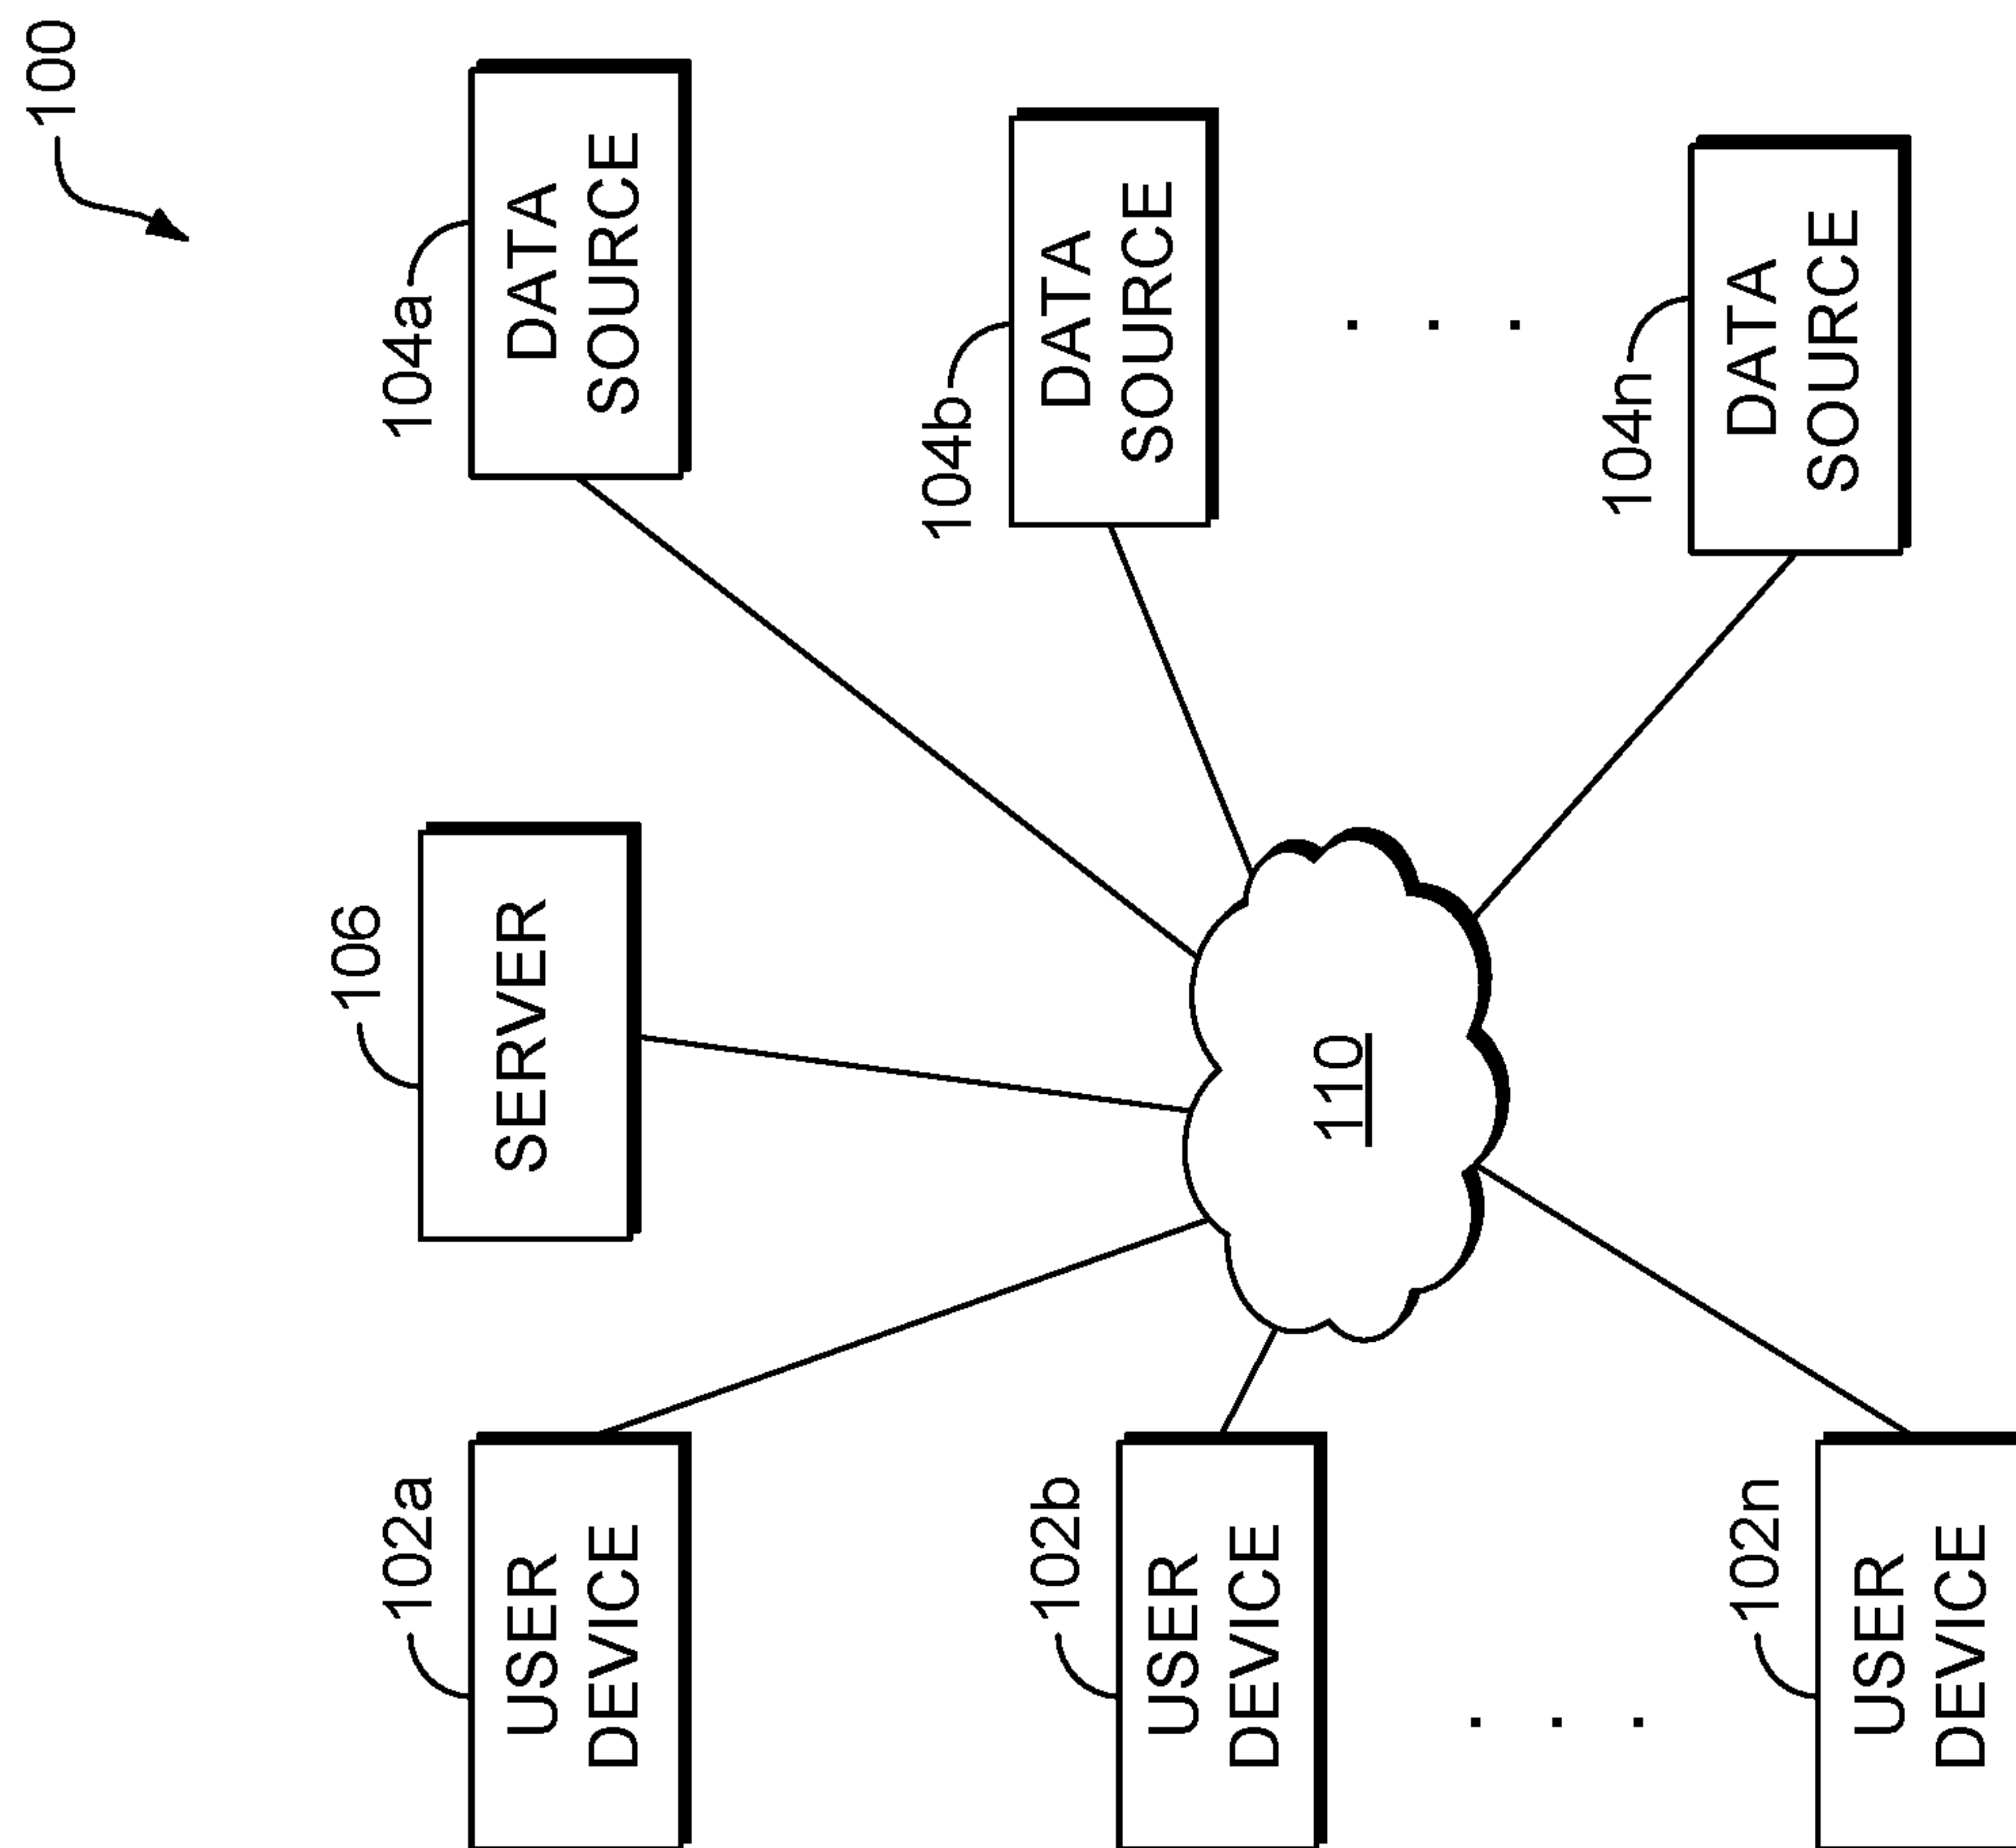 100
102a
USER
DEVICE
102b
USER
DEVICE
. . .
102n
USER
DEVICE
106
SERVER
110
104a
DATA
SOURCE
104b
DATA
SOURCE
. . .
104n
DATA
SOURCE